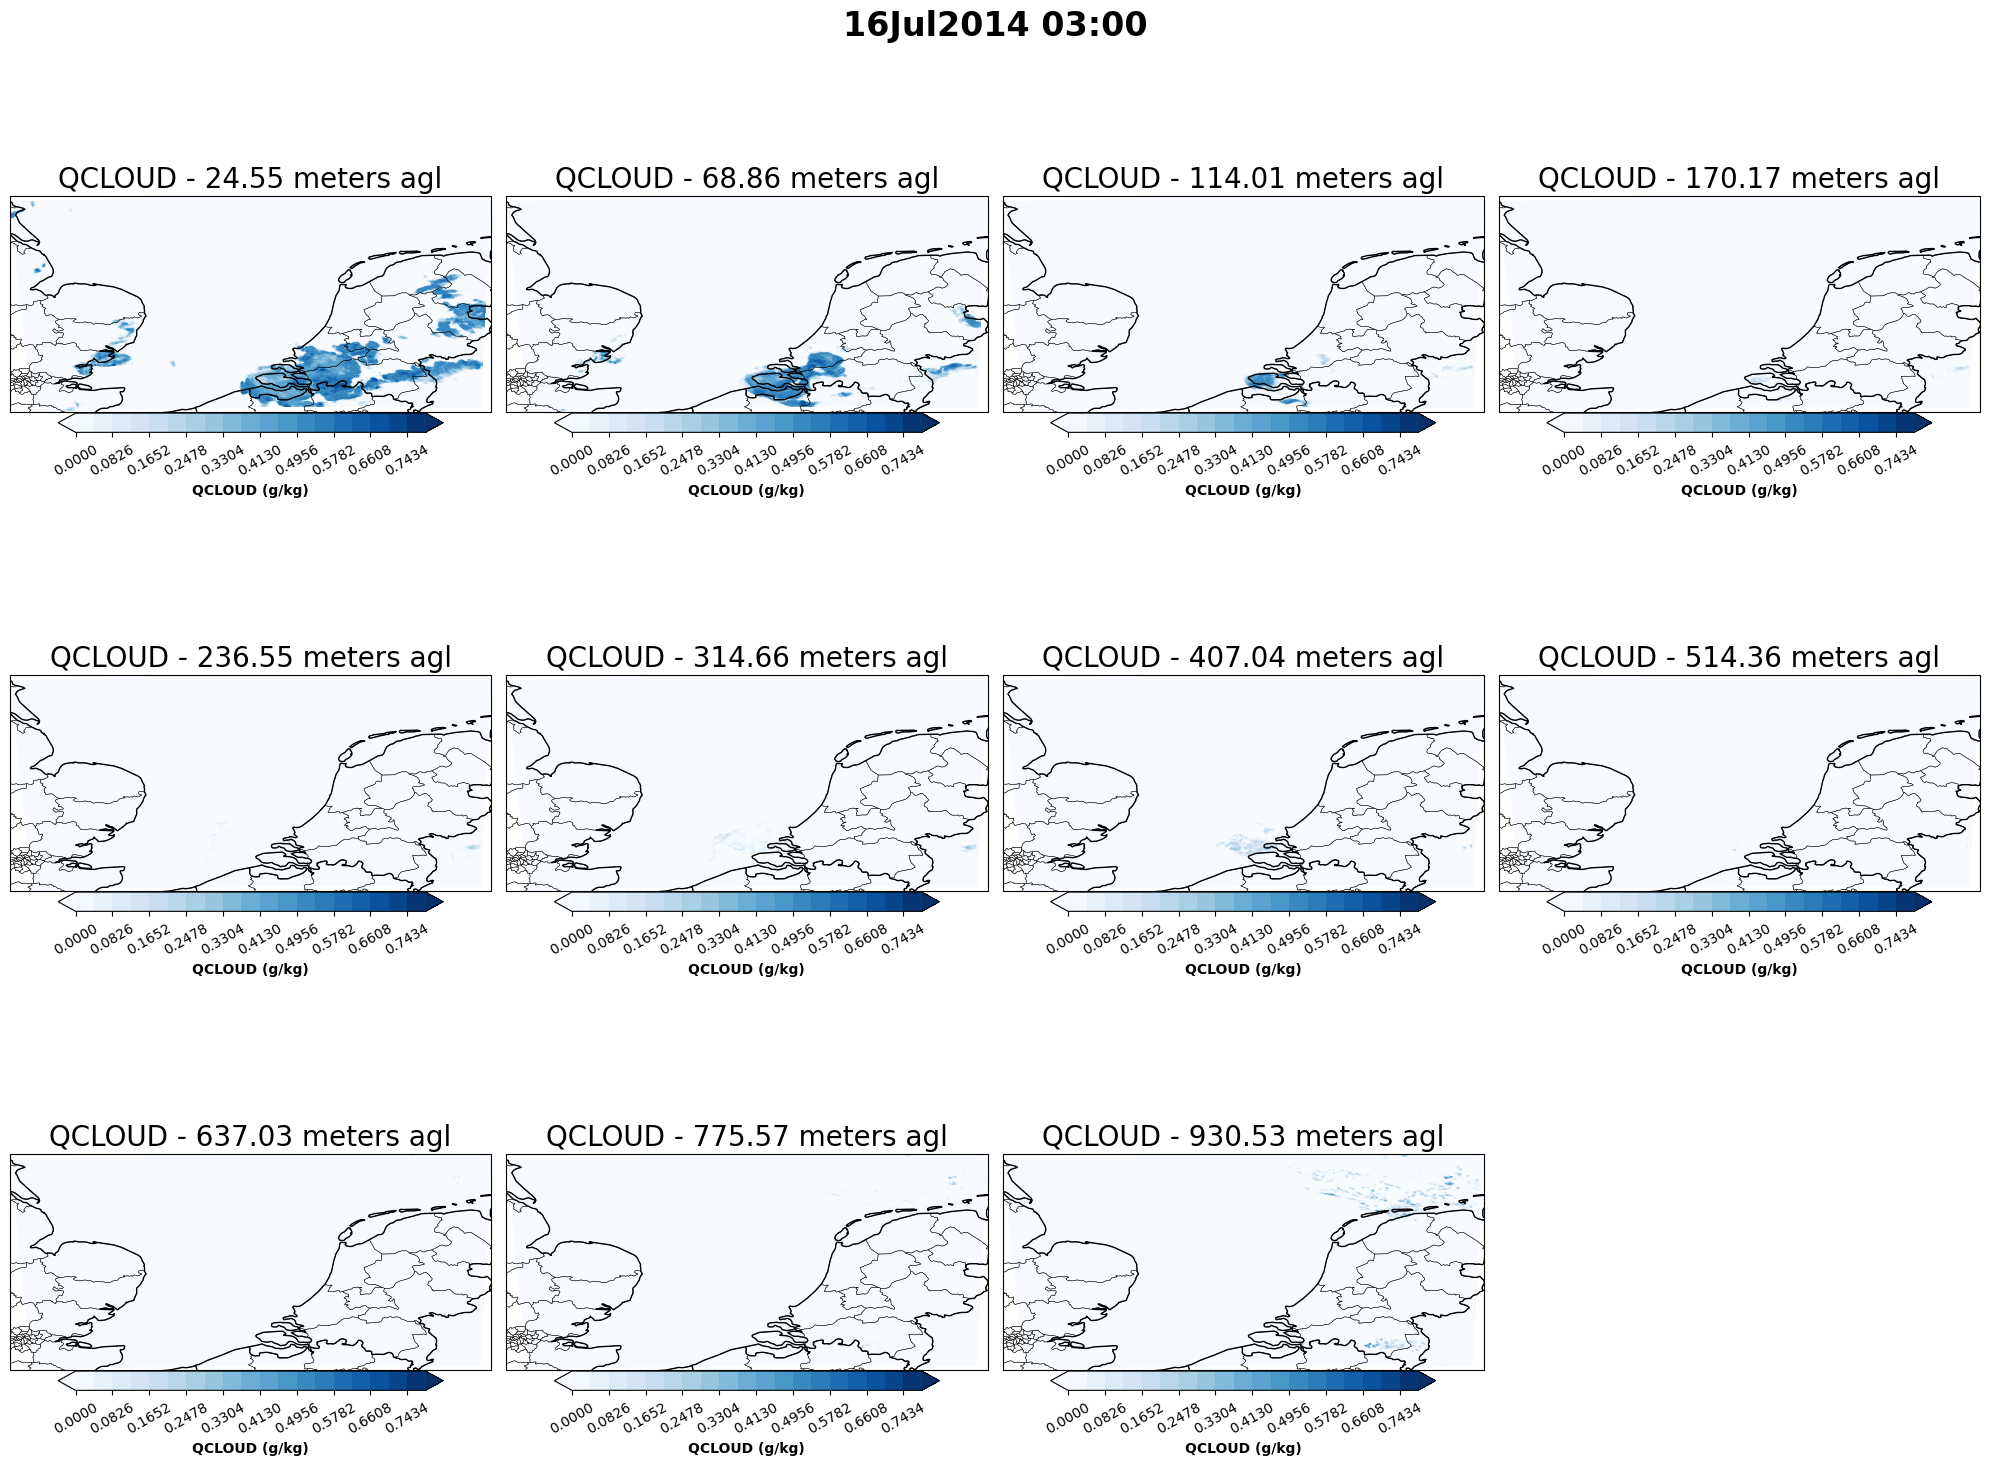 16Jul2014 03:00
QCLOUD - 24.55 meters agl
QCLOUD - 68.86 meters agl
QCLOUD - 114.01 meters agl
QCLOUD - 170.17 meters agl
0.0000 0.0826 0.1652 0.2478 0.3304 0.4130 0.4956 0.5782 0.6608 0.7434
QCLOUD (g/kg)
0.0000 0.0826 0.1652 0.2478 0.3304 0.4130 0.4956 0.5782 0.6608 0.7434
QCLOUD (g/kg)
0.0000 0.0826 0.1652 0.2478 0.3304 0.4130 0.4956 0.5782 0.6608 0.7434
QCLOUD (g/kg)
0.0000 0.0826 0.1652 0.2478 0.3304 0.4130 0.4956 0.5782 0.6608 0.7434
QCLOUD (g/kg)
QCLOUD - 236.55 meters agl
QCLOUD - 314.66 meters agl
QCLOUD - 407.04 meters agl
QCLOUD - 514.36 meters agl
0.0000 0.0826 0.1652 0.2478 0.3304 0.4130 0.4956 0.5782 0.6608 0.7434
QCLOUD (g/kg)
0.0000 0.0826 0.1652 0.2478 0.3304 0.4130 0.4956 0.5782 0.6608 0.7434
QCLOUD (g/kg)
0.0000 0.0826 0.1652 0.2478 0.3304 0.4130 0.4956 0.5782 0.6608 0.7434
QCLOUD (g/kg)
0.0000 0.0826 0.1652 0.2478 0.3304 0.4130 0.4956 0.5782 0.6608 0.7434
QCLOUD (g/kg)
QCLOUD - 637.03 meters agl
QCLOUD - 775.57 meters agl
QCLOUD - 930.53 meters agl
0.0000 0.0826 0.1652 0.2478 0.3304 0.4130 0.4956 0.5782 0.6608 0.7434
QCLOUD (g/kg)
0.0000 0.0826 0.1652 0.2478 0.3304 0.4130 0.4956 0.5782 0.6608 0.7434
QCLOUD (g/kg)
0.0000 0.0826 0.1652 0.2478 0.3304 0.4130 0.4956 0.5782 0.6608 0.7434
QCLOUD (g/kg)